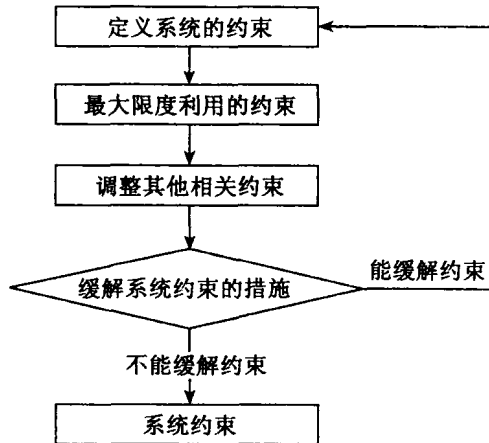 定义系统的约束
最大限度利用的约束
调整其他相关约束
缓解系统约束的措施
能缓解约束
不能缓解约束
系统约束